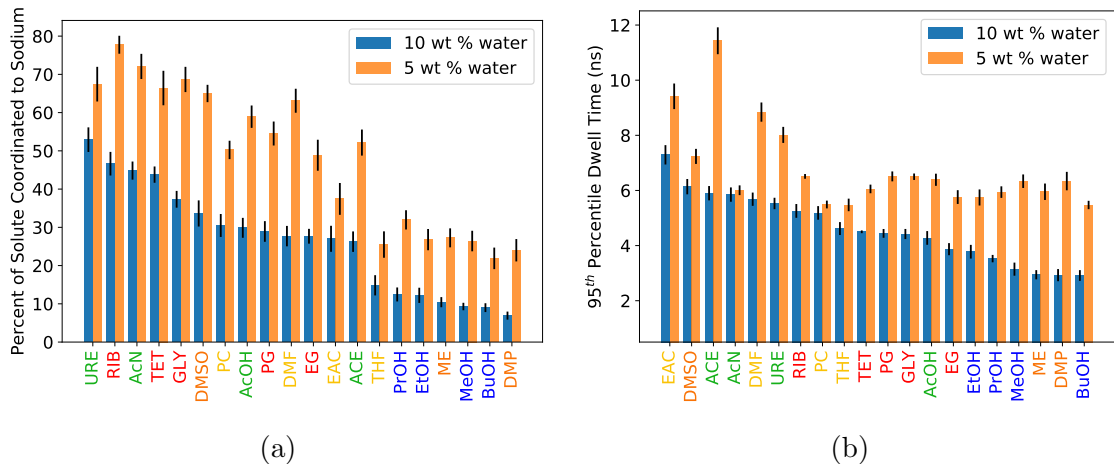 Percent of Solute Coordinated to Sodium
80
70
60
50
40
30
20
10
0
10 wt % water
5 wt % water
URE RIB AcN TET GLY DMSO PC AcOH PG DMF EG EAC ACE THF PrOH EtOH ME MeOH BuOH DMP
(a)
95th Percentile Dwell Time (ns)
12
10
8
6
4
2
10 wt % water
5 wt % water
EAC DMSO ACE AcN DMF URE RIB PC THF TET PG GLY AcOH EG EtOH PrOH MeOH ME DMP BuOH
(b)